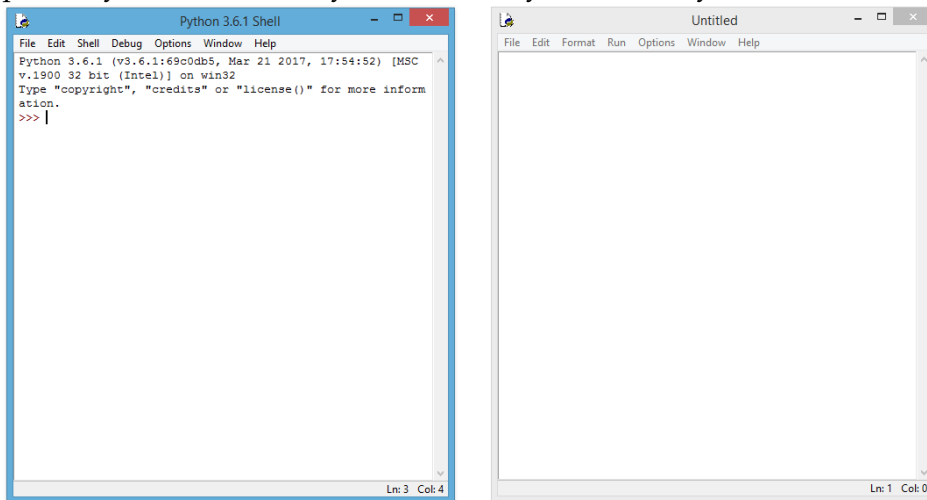 Python 3.6.1 Shell
File Edit Shell Debug Options Window Help
Python 3.6.1 (v3.6.1:69c0db5, Mar 21 2017, 17:54:52) [MSC
v.1900 32 bit (Intel)] on win32
Type "copyright", "credits" or "license()" for more inform
ation.
>>>
Ln: 3 Col: 4
Untitled
File Edit Format Run Options Window Help
Ln: 1 Col: 0